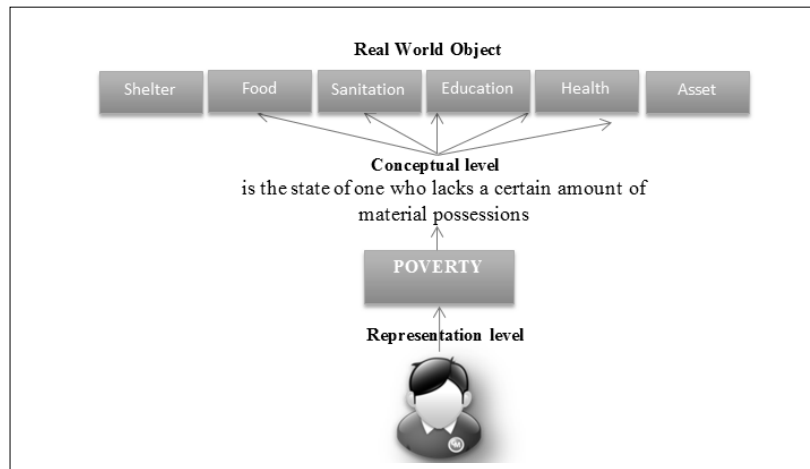 Real World Object
Shelter Food Sanitation Education Health Asset
Conceptual level
is the state of one who lacks a certain amount of
material possessions
POVERTY
Representation level